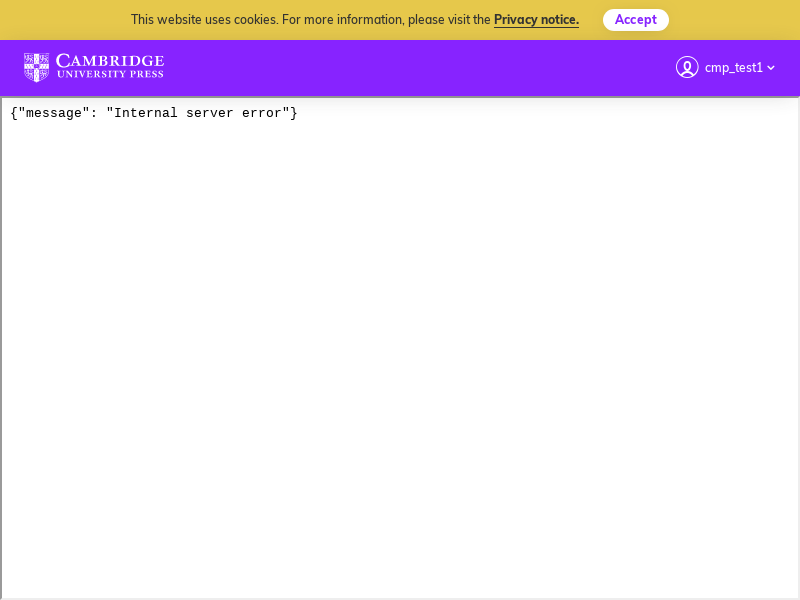 This website uses cookies. For more information, please visit the Privacy notice.
Accept
CAMBRIDGE
UNIVERSITY PRESS
cmp_test1
{"message": "Internal server error"}